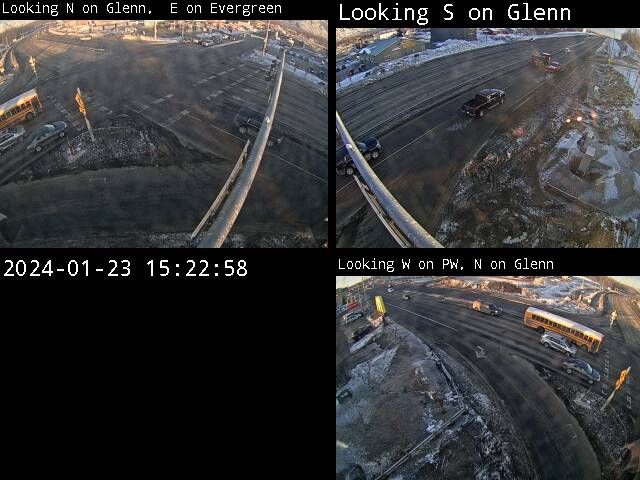 Looking N on Glenn,  E on Evergreen
Looking S on Glenn
2024-01-23 15:22:58
Looking W on PW, N on Glenn